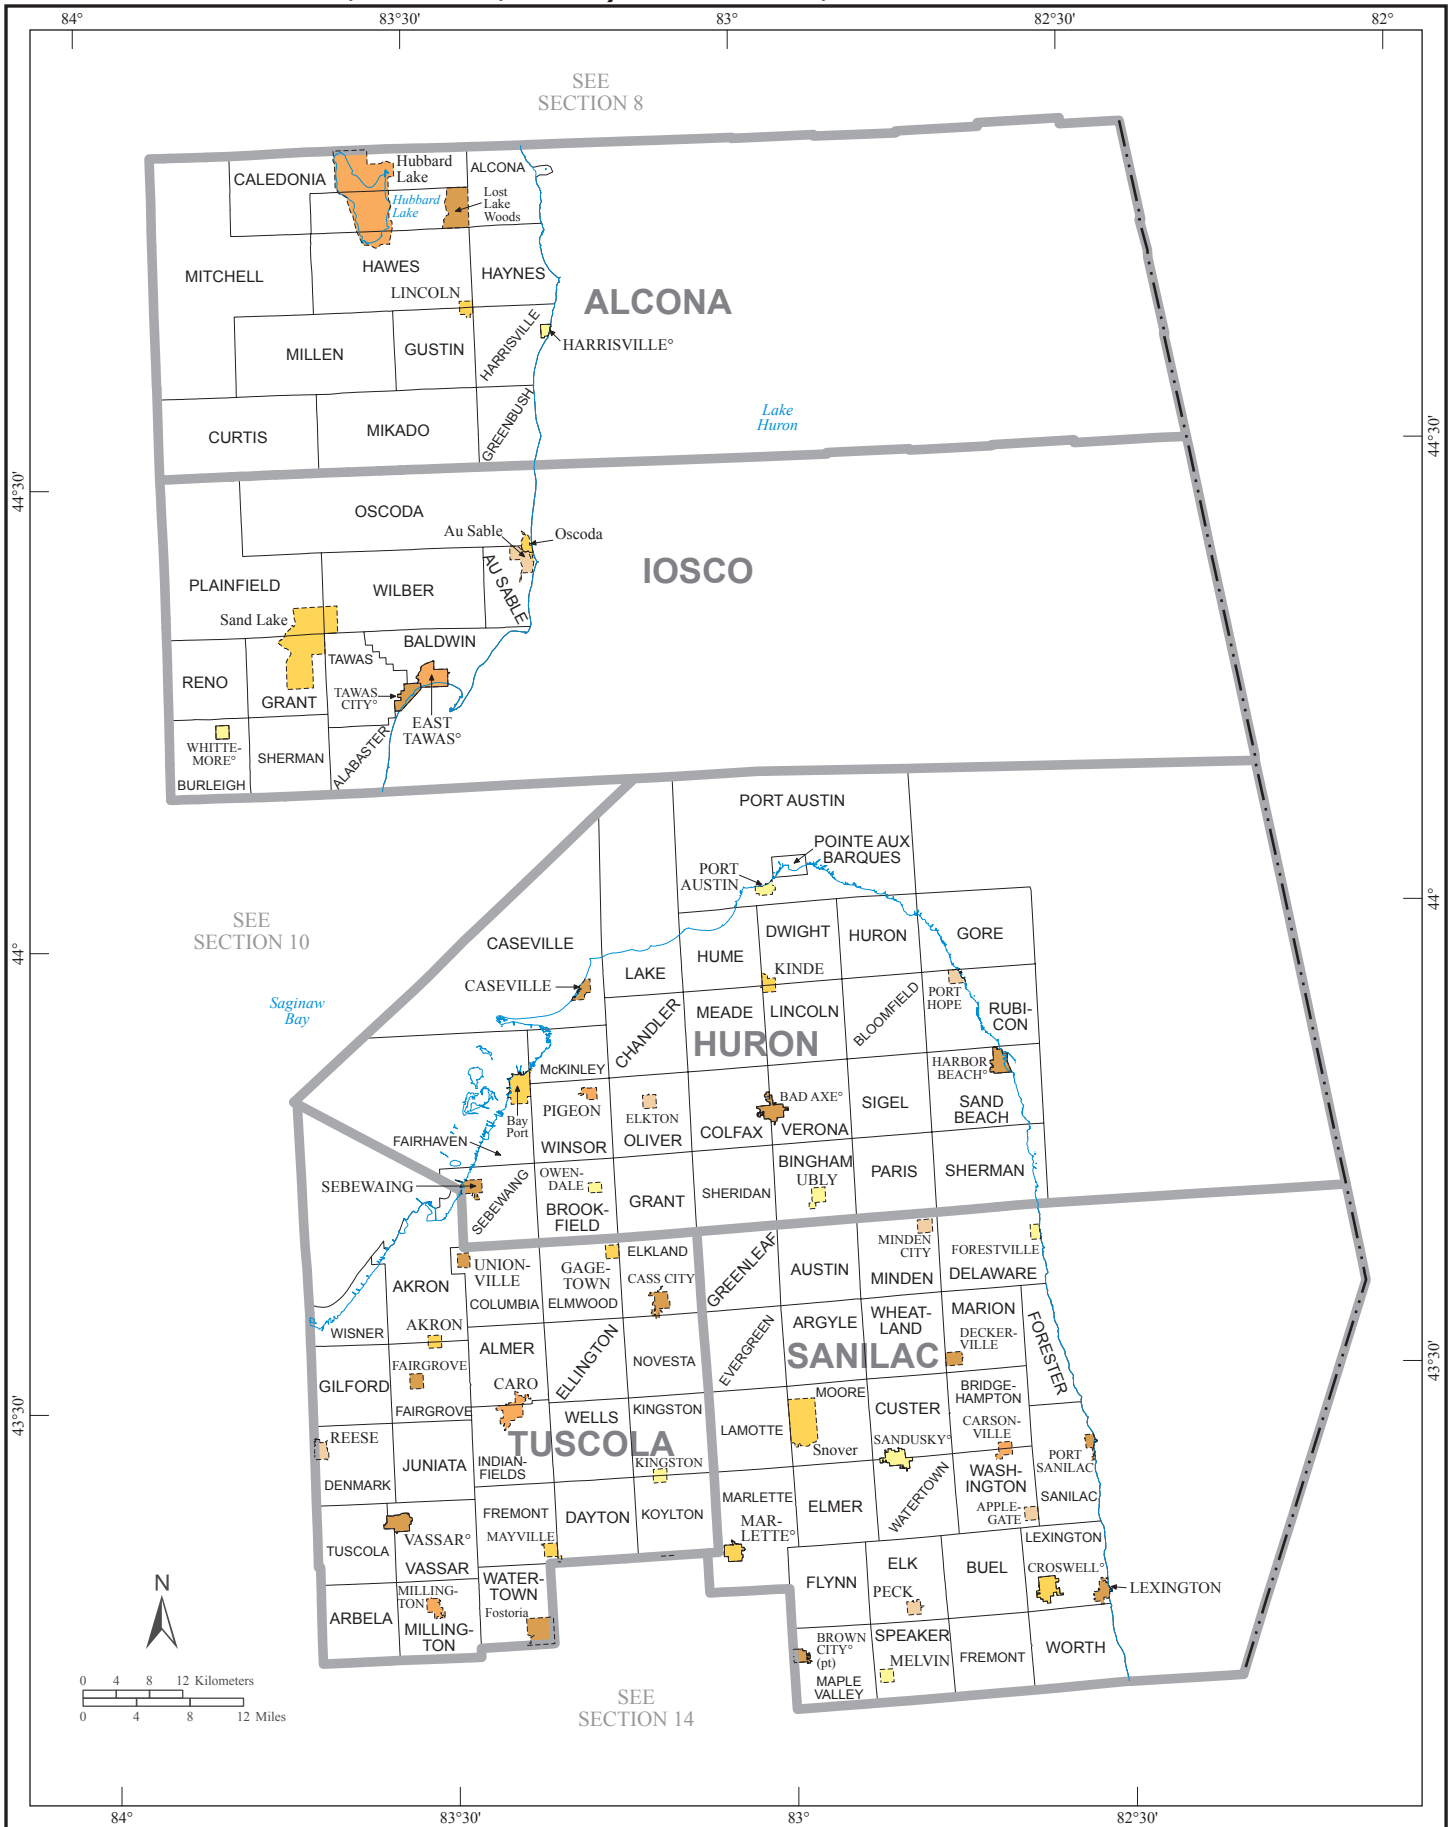 84°
83°30'
83°
82°30'
82°
SEE
SECTION 8
CALEDONIA
Hubbard
Lake
ALCONA
Hubbard
Lake
Lost
Lake
Woods
MITCHELL
HAWES
HAYNES
LINCOLN
ALCONA
HARRISVILLE
HARRISVILLE°
MILLEN
GUSTIN
CURTIS
MIKADO
GREENBUSH
Lake
Huron
44°30'
44°30'
OSCODA
Au Sable
Oscoda
IOSCO
PLAINFIELD
WILBER
AU SABLE
Sand Lake
BALDWIN
TAWAS
RENO
GRANT
TAWAS
CITY°
EAST
TAWAS°
WHITTE-
MORE°
SHERMAN
ALABASTER
BURLEIGH
PORT AUSTIN
POINTE AUX
BARQUES
PORT
AUSTIN
SEE
SECTION 10
44°
44°
CASEVILLE
LAKE
HUME
DWIGHT
HURON
GORE
CASEVILLE
KINDE
Saginaw
Bay
CHANDLER
MEADE
LINCOLN
BLOOMFIELD
PORT
HOPE
RUBI-
CON
HURON
McKINLEY
HARBOR
BEACH°
PIGEON
Bay
Port
ELKTON
BAD AXE°
SIGEL
SAND
BEACH
FAIRHAVEN
WINSOR
OLIVER
COLFAX
VERONA
SEBEWAING
SEBEWAING
OWEN-
DALE
BROOK-
FIELD
GRANT
SHERIDAN
BINGHAM
UBLY
PARIS
SHERMAN
UNION-
VILLE
GAGE-
TOWN
ELKLAND
CASS CITY
GREENLEAF
AUSTIN
MINDEN
CITY
MINDEN
FORESTVILLE
DELAWARE
AKRON
COLUMBIA
ELMWOOD
WISNER
AKRON
ALMER
ELLINGTON
NOVESTA
EVERGREEN
ARGYLE
WHEAT-
LAND
MARION
DECKER-
VILLE
FORESTER
SANILAC
43°30'
43°30'
GILFORD
FAIRGROVE
FAIRGROVE
CARO
WELLS
KINGSTON
MOORE
CUSTER
BRIDGE-
HAMPTON
CARSON-
VILLE
REESE
TUSCOLA
LAMOTTE
Snover
SANDUSKY°
PORT
SANILAC
DENMARK
JUNIATA
INDIAN-
FIELDS
KINGSTON
WATERTOWN
WASH-
INGTON
SANILAC
MARLETTE
ELMER
APPLE-
GATE
FREMONT
DAYTON
KOYLTON
MAR-
LETTE°
TUSCOLA
VASSAR°
VASSAR
MAYVILLE
LEXINGTON
FLYNN
ELK
BUEL
CROSWELL°
LEXINGTON
ARBELA
MILLING-
TON
MILLING-
TON
WATER-
TOWN
Fostoria
PECK
BROWN
CITY°
(pt)
SPEAKER
MELVIN
FREMONT
WORTH
MAPLE
VALLEY
N
0 4 8 12 Kilometers
0 4 8 12 Miles
SEE
SECTION 14
84°
83°30'
83°
82°30'